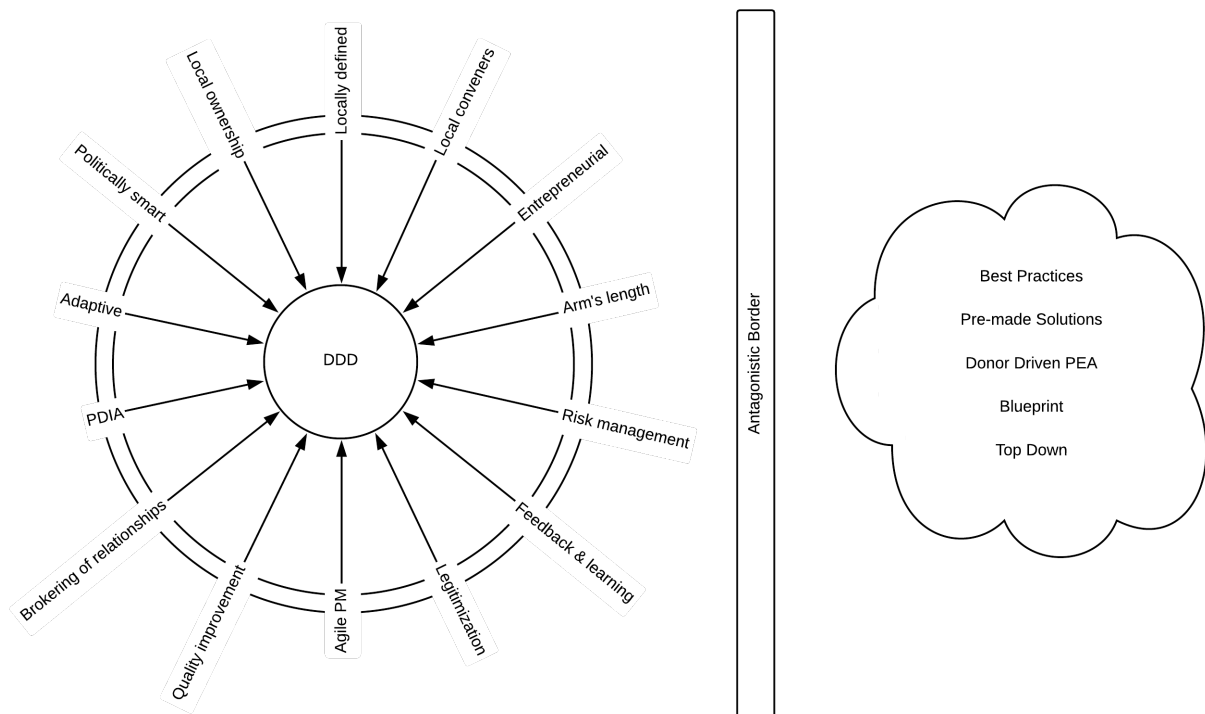 Locally defined
Local conveners
Entrepreneurial
Arm's length
Risk management
Feedback & learning
Legitimization
Agile PM
Quality improvement
Brokering of relationships
PDIA
Adaptive
Politically smart
Local ownership
DDD
Antagonistic Border
Best Practices
Pre-made Solutions
Donor Driven PEA
Blueprint
Top Down